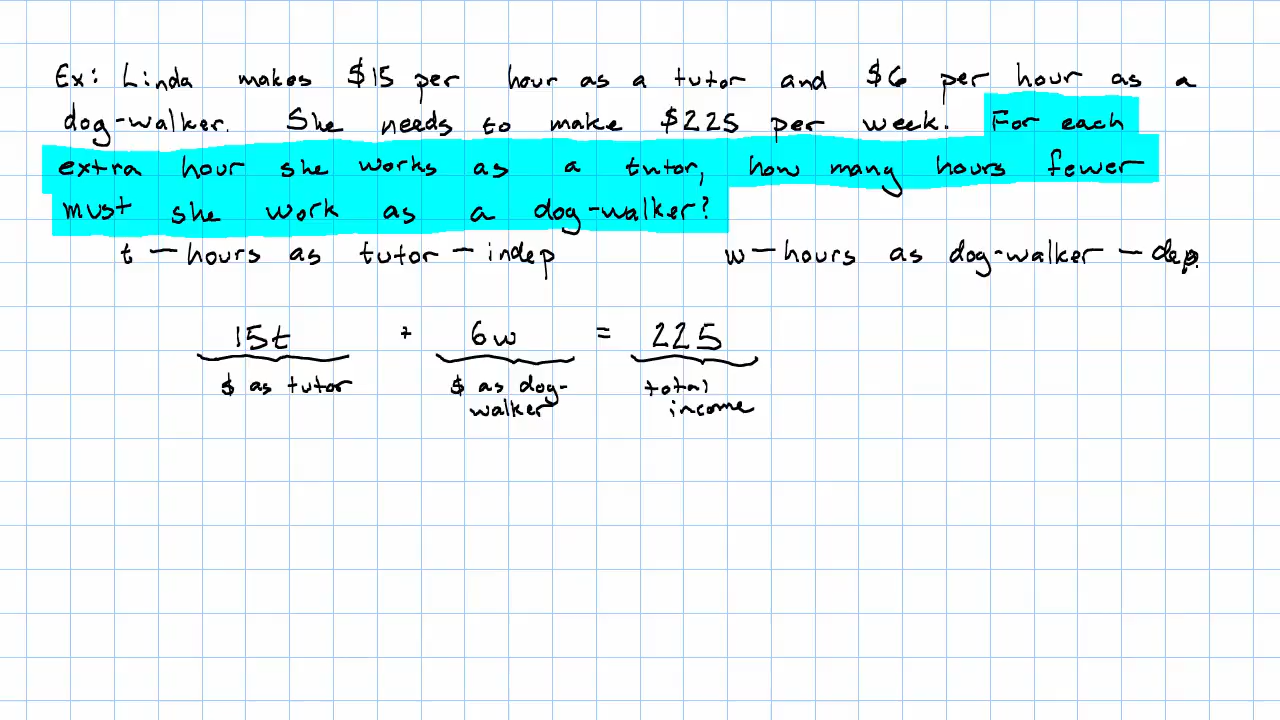 Ex: Linda makes $15 per hour as a tutor and $6 per hour as a
dog-walker. She needs to make $225 per week. For each
extra hour she works as a tutor, how many hours fewer
must she work as a dog-walker?
t — hours as tutor — indep w — hours as dog-walker — dep.
15t + 6w = 225
$ as tutor $ as dog- total
walker income